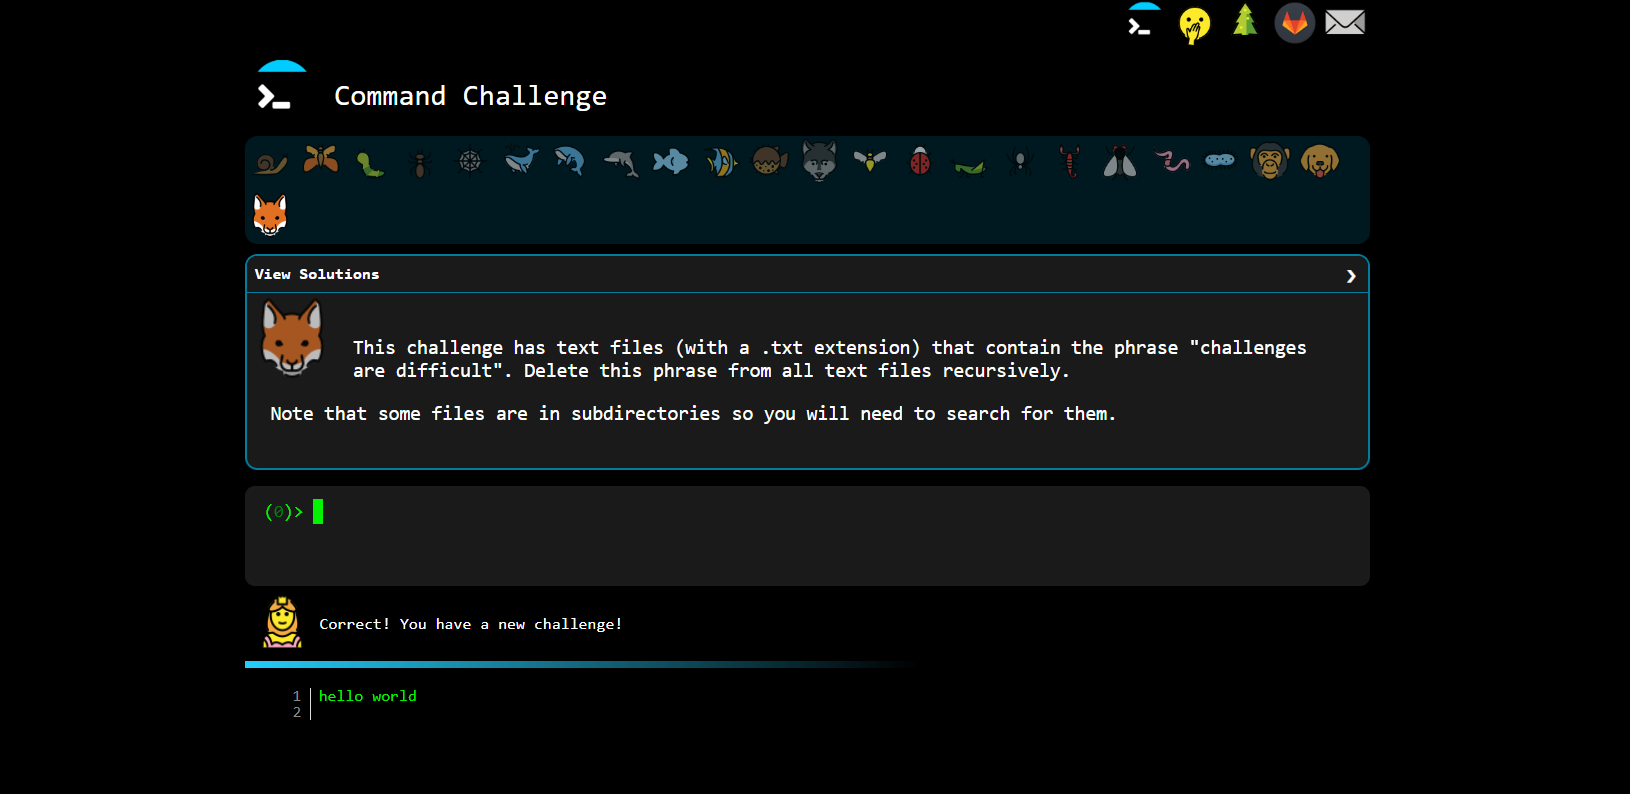 Command Challenge
View Solutions
This challenge has text files (with a .txt extension) that contain the phrase "challenges
are difficult". Delete this phrase from all text files recursively.
Note that some files are in subdirectories so you will need to search for them.
(0)>
Correct! You have a new challenge!
1 hello world
2